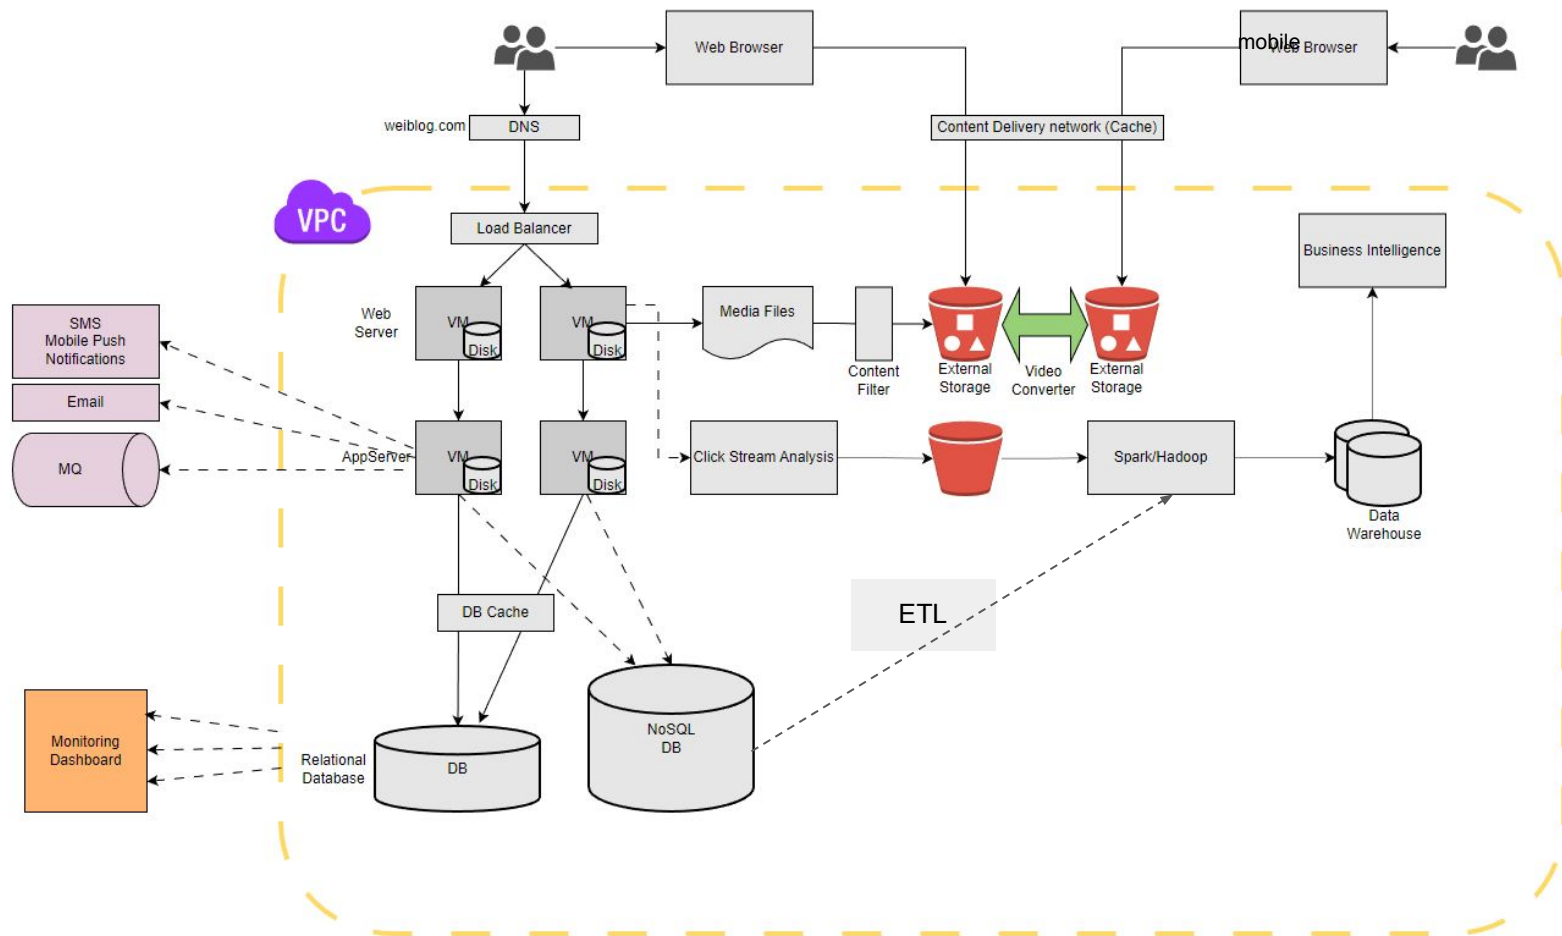 Web Browser
mobile
Web Browser
weiblog.com
DNS
Content Delivery network (Cache)
VPC
Load Balancer
Business Intelligence
Web
Server
VM
Disk
VM
Disk
Media Files
Content
Filter
External
Storage
Video
Converter
External
Storage
SMS
Mobile Push
Notifications
Email
MQ
AppServer
VM
Disk
VM
Disk
Click Stream Analysis
Spark/Hadoop
Data
Warehouse
DB Cache
ETL
Monitoring
Dashboard
Relational
Database
DB
NoSQL
DB